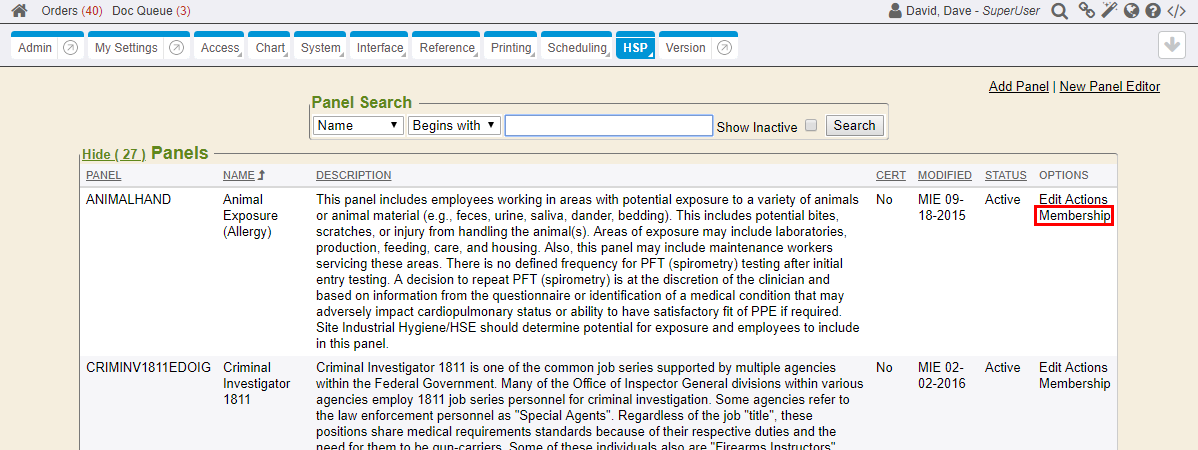 Orders (40) Doc Queue (3) David, Dave - SuperUser
Admin My Settings Access Chart System Interface Reference Printing Scheduling HSP Version
Add Panel | New Panel Editor
Panel Search
Name Begins with Show Inactive Search
Hide ( 27 ) Panels
PANEL NAME DESCRIPTION CERT MODIFIED STATUS OPTIONS
ANIMALHAND Animal This panel includes employees working in areas with potential exposure to a variety of animals No MIE 09- Active Edit Actions
Exposure or animal material (e.g., feces, urine, saliva, dander, bedding). This includes potential bites, 18-2015 Membership
(Allergy) scratches, or injury from handling the animal(s). Areas of exposure may include laboratories,
production, feeding, care, and housing. Also, this panel may include maintenance workers
servicing these areas. There is no defined frequency for PFT (spirometry) testing after initial
entry testing. A decision to repeat PFT (spirometry) is at the discretion of the clinician and
based on information from the questionnaire or identification of a medical condition that may
adversely impact cardiopulmonary status or ability to have satisfactory fit of PPE if required.
Site Industrial Hygiene/HSE should determine potential for exposure and employees to include
in this panel.
CRIMINV1811EDOIG Criminal Criminal Investigator 1811 is one of the common job series supported by multiple agencies No MIE 02- Active Edit Actions
Investigator within the Federal Government. Many of the Office of Inspector General divisions within various 02-2016 Membership
1811 agencies employ 1811 job series personnel for criminal investigation. Some agencies refer to
the law enforcement personnel as "Special Agents". Regardless of the job "title", these
positions share medical requirements standards because of their respective duties and the
need for them to be gun-carriers. Some of these individuals also are "Firearms Instructors"